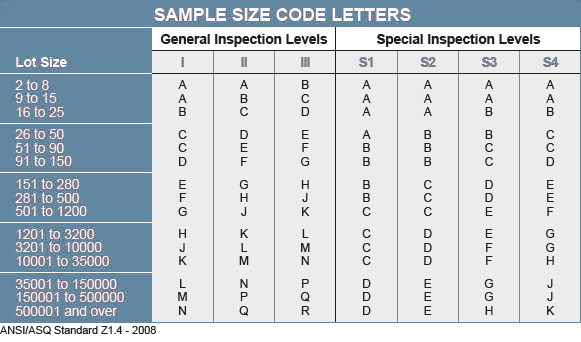 SAMPLE SIZE CODE LETTERS
General Inspection Levels Special Inspection Levels
Lot Size I II III S1 S2 S3 S4
2 to 8 A A B A A A A
9 to 15 A B C A A A A
16 to 25 B C D A A B B
26 to 50 C D E A B B C
51 to 90 C E F B B C C
91 to 150 D F G B B C D
151 to 280 E G H B C D E
281 to 500 F H J B C D E
501 to 1200 G J K C C E F
1201 to 3200 H K L C D E G
3201 to 10000 J L M C D F G
10001 to 35000 K M N C D F H
35001 to 150000 L N P D E G J
150001 to 500000 M P Q D E G J
500001 and over N Q R D E H K
ANSI/ASQ Standard Z1.4 - 2008